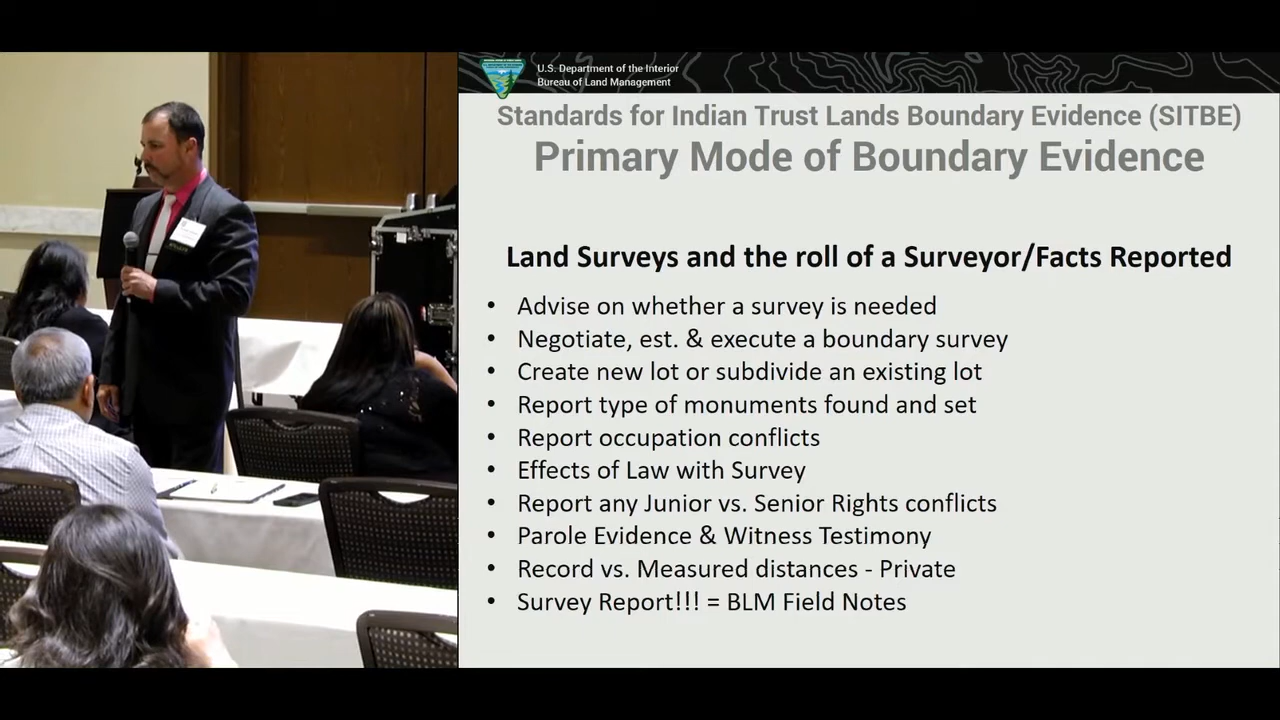 U.S. Department of the Interior
Bureau of Land Management
Standards for Indian Trust Lands Boundary Evidence (SITBE)
Primary Mode of Boundary Evidence
Land Surveys and the roll of a Surveyor/Facts Reported
• Advise on whether a survey is needed
• Negotiate, est. & execute a boundary survey
• Create new lot or subdivide an existing lot
• Report type of monuments found and set
• Report occupation conflicts
• Effects of Law with Survey
• Report any Junior vs. Senior Rights conflicts
• Parole Evidence & Witness Testimony
• Record vs. Measured distances - Private
• Survey Report!!! = BLM Field Notes